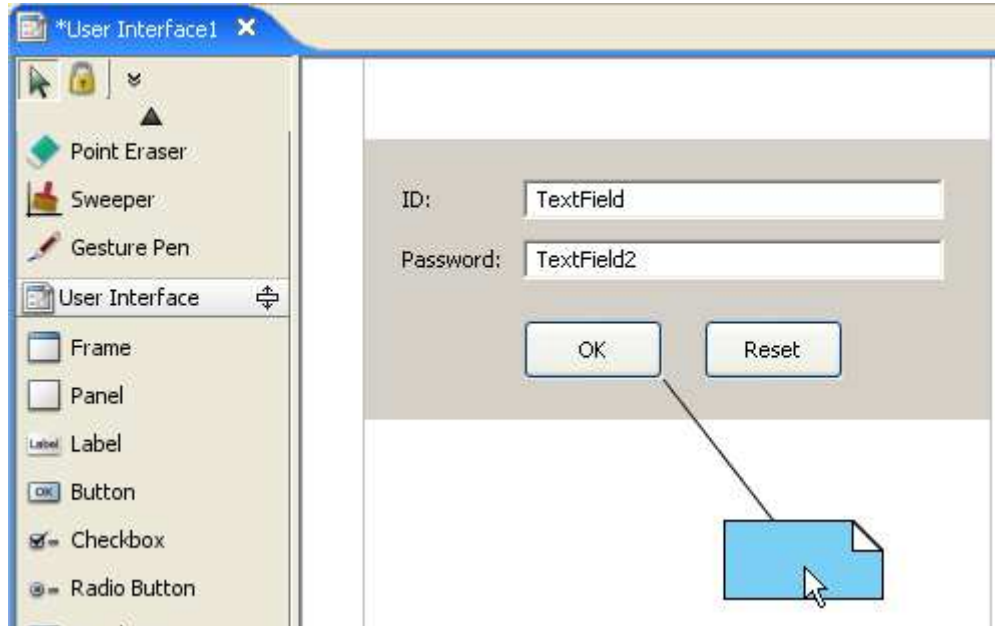 *User Interface1
Point Eraser
Sweeper
Gesture Pen
User Interface
Frame
Panel
Label Label
OK Button
Checkbox
Radio Button
ID: TextField
Password: TextField2
OK Reset